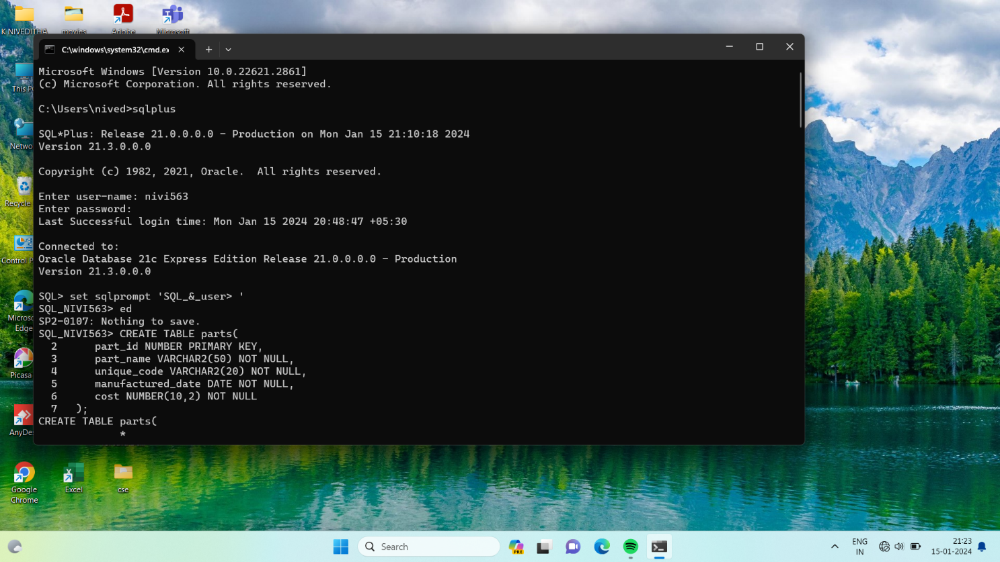 K NIVEDITHA
movies
Adobe
Microsoft
C:\windows\system32\cmd.ex
Microsoft Windows [Version 10.0.22621.2861]
(c) Microsoft Corporation. All rights reserved.
This P
C:\Users\nived>sqlplus
SQL*Plus: Release 21.0.0.0.0 - Production on Mon Jan 15 21:10:18 2024
Netwo
Version 21.3.0.0.0
Copyright (c) 1982, 2021, Oracle.  All rights reserved.
Enter user-name: nivi563
Recycle
Enter password:
Last Successful login time: Mon Jan 15 2024 20:48:47 +05:30
Connected to:
Control P
Oracle Database 21c Express Edition Release 21.0.0.0.0 - Production
Version 21.3.0.0.0
SQL> set sqlprompt 'SQL_&_user> '
SQL_NIVI563> ed
Micros
Edge
SP2-0107: Nothing to save.
SQL_NIVI563> CREATE TABLE parts(
2 part_id NUMBER PRIMARY KEY,
3 part_name VARCHAR2(50) NOT NULL,
4 unique_code VARCHAR2(20) NOT NULL,
Picasa
5 manufactured_date DATE NOT NULL,
6 cost NUMBER(10,2) NOT NULL
7 );
CREATE TABLE parts(
*
AnyDe
Google
Chrome
Excel
cse
Search
PRE
ENG
IN
21:23
15-01-2024